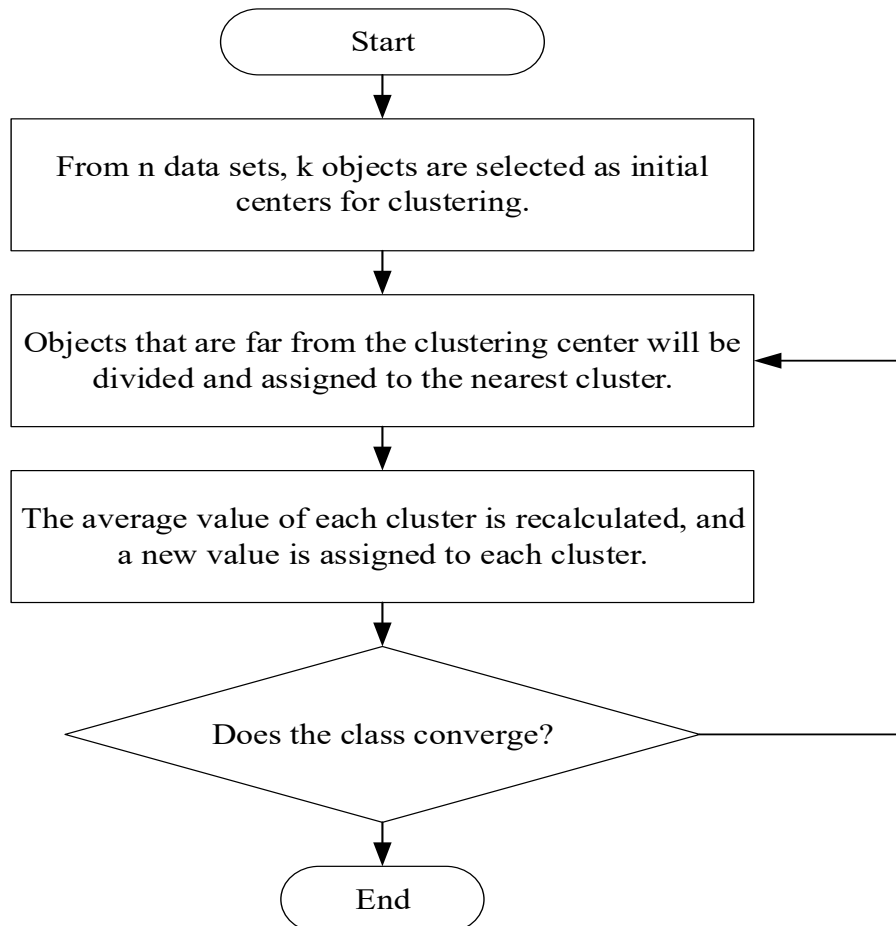 Start
From n data sets, k objects are selected as initial
centers for clustering.
Objects that are far from the clustering center will be
divided and assigned to the nearest cluster.
The average value of each cluster is recalculated, and
a new value is assigned to each cluster.
Does the class converge?
End